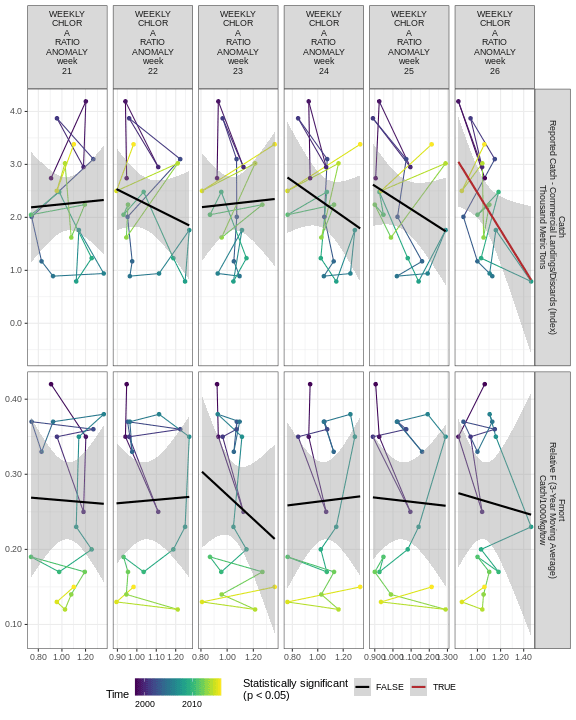 WEEKLY
CHLOR
A
RATIO
ANOMALY
week
21
WEEKLY
CHLOR
A
RATIO
ANOMALY
week
22
WEEKLY
CHLOR
A
RATIO
ANOMALY
week
23
WEEKLY
CHLOR
A
RATIO
ANOMALY
week
24
WEEKLY
CHLOR
A
RATIO
ANOMALY
week
25
WEEKLY
CHLOR
A
RATIO
ANOMALY
week
26
4.0
3.0
2.0
1.0
0.0
Catch
Reported Catch - Commercial Landings/Discards (Index)
Thousand Metric Tons
0.40
0.30
0.20
0.10
Fmort
Relative F (3-Year Moving Average)
Catch/1000/kg/tow
0.80 1.00 1.20
0.90 1.00 1.10 1.20
0.80 1.00 1.20
0.80 1.00 1.20
0.900 1.000 1.100 1.200 1.300
1.00 1.20 1.40
Time
2000 2010
Statistically significant
(p < 0.05)
FALSE
TRUE